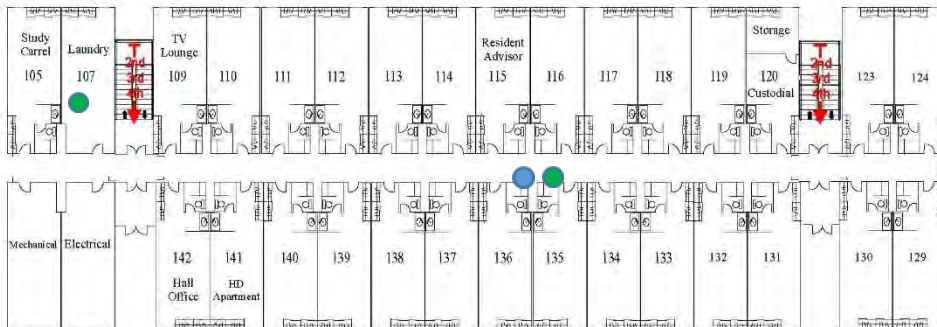 Study
Carrel
105
Laundry
107
2nd
3rd
4th
TV
Lounge
109
110
111
112
113
114
Resident
Advisor
115
116
117
118
119
Storage
120
Custodial
2nd
3rd
4th
123
124
Mechanical
Electrical
142
Hall
Office
141
HD
Apartment
140
139
138
137
136
135
134
133
132
131
130
129